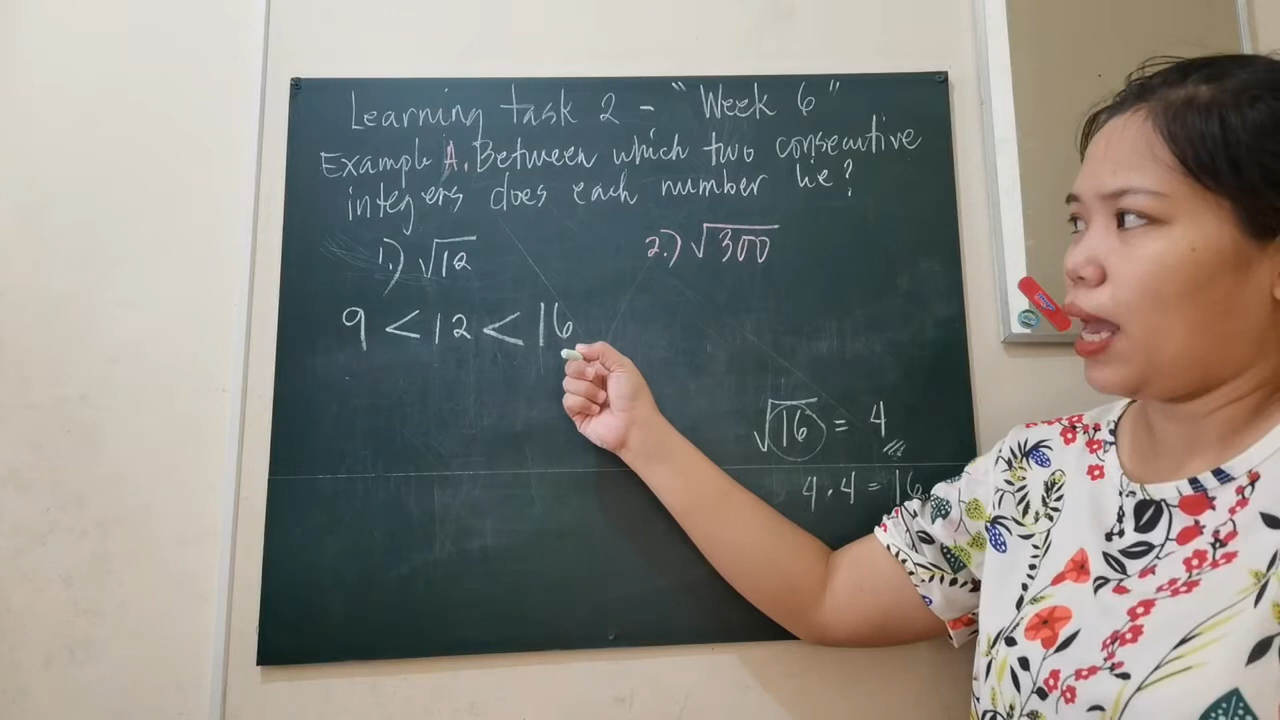 Learning task 2 - "Week 6"
Example A. Between which two consecutive
integers does each number lie?
1.) √12
2.) √300
9 < 12 < 16
√16 = 4
4 · 4 = 16